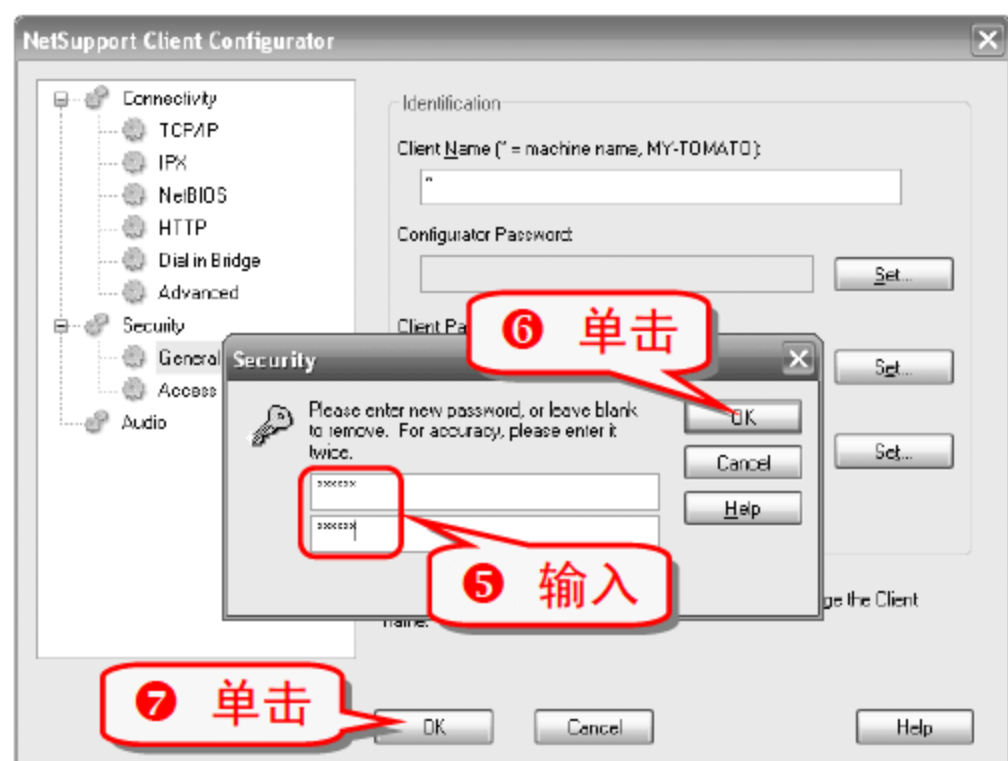 NetSupport Client Configurator
Connectivity
TCP/IP
IPX
NetBIOS
HTTP
Dial in Bridge
Advanced
Security
General
Access
Audio
Identification
Client Name (* = machine name, MY-TOMATO):
*
Configurator Password:
Set...
Client Pa
Set...
Set...
❻ 单击
Security
Please enter new password, or leave blank
to remove. For accuracy, please enter it
twice.
OK
Cancel
Help
******
******
❺ 输入
ge the Client
name.
❼ 单击
OK
Cancel
Help